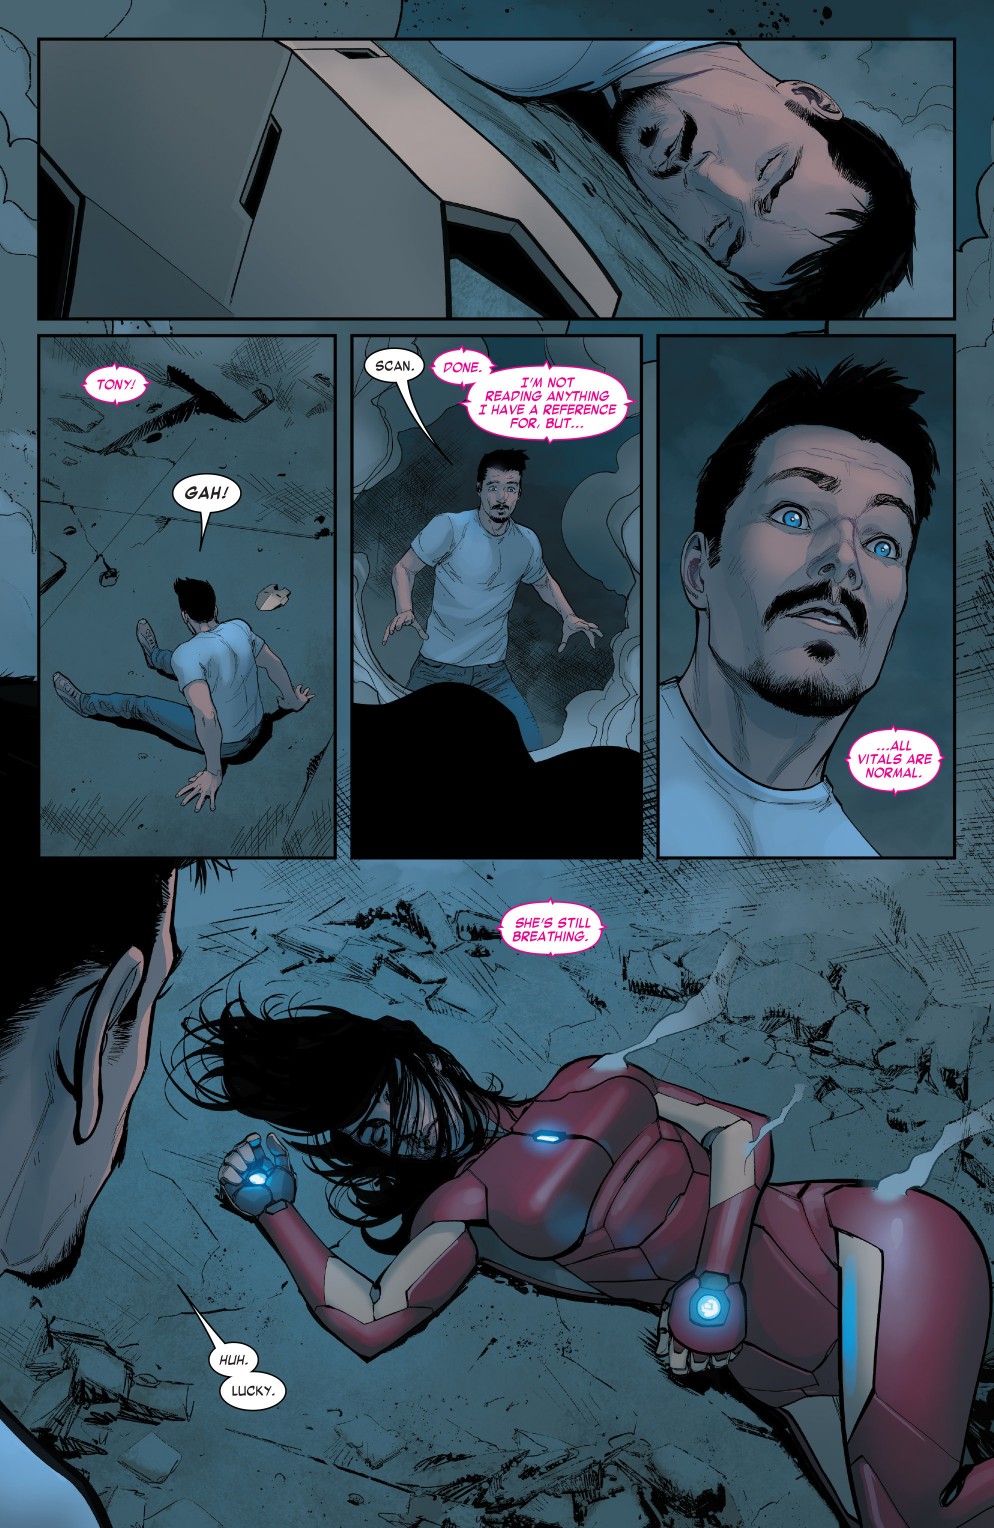 TONY!
GAH!
SCAN.
DONE.
I'M NOT
READING ANYTHING
I HAVE A REFERENCE
FOR, BUT...
...ALL
VITALS ARE
NORMAL.
SHE'S STILL
BREATHING.
HUH.
LUCKY.